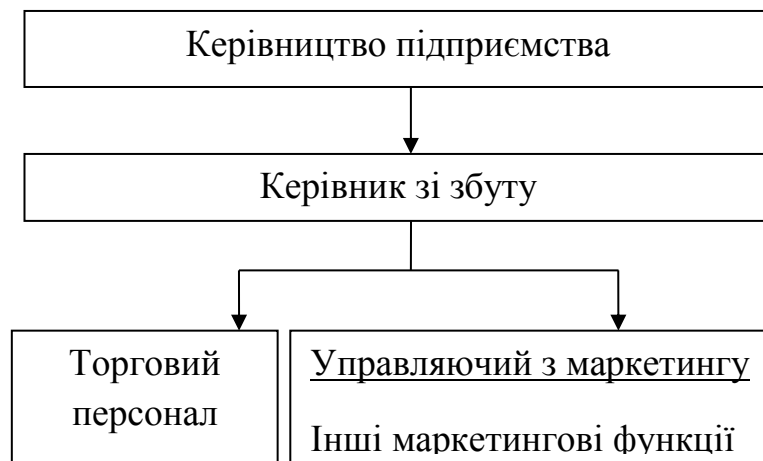 Керівництво підприємства
Керівник зі збуту
Торговий
персонал
Управляючий з маркетингу
Інші маркетингові функції